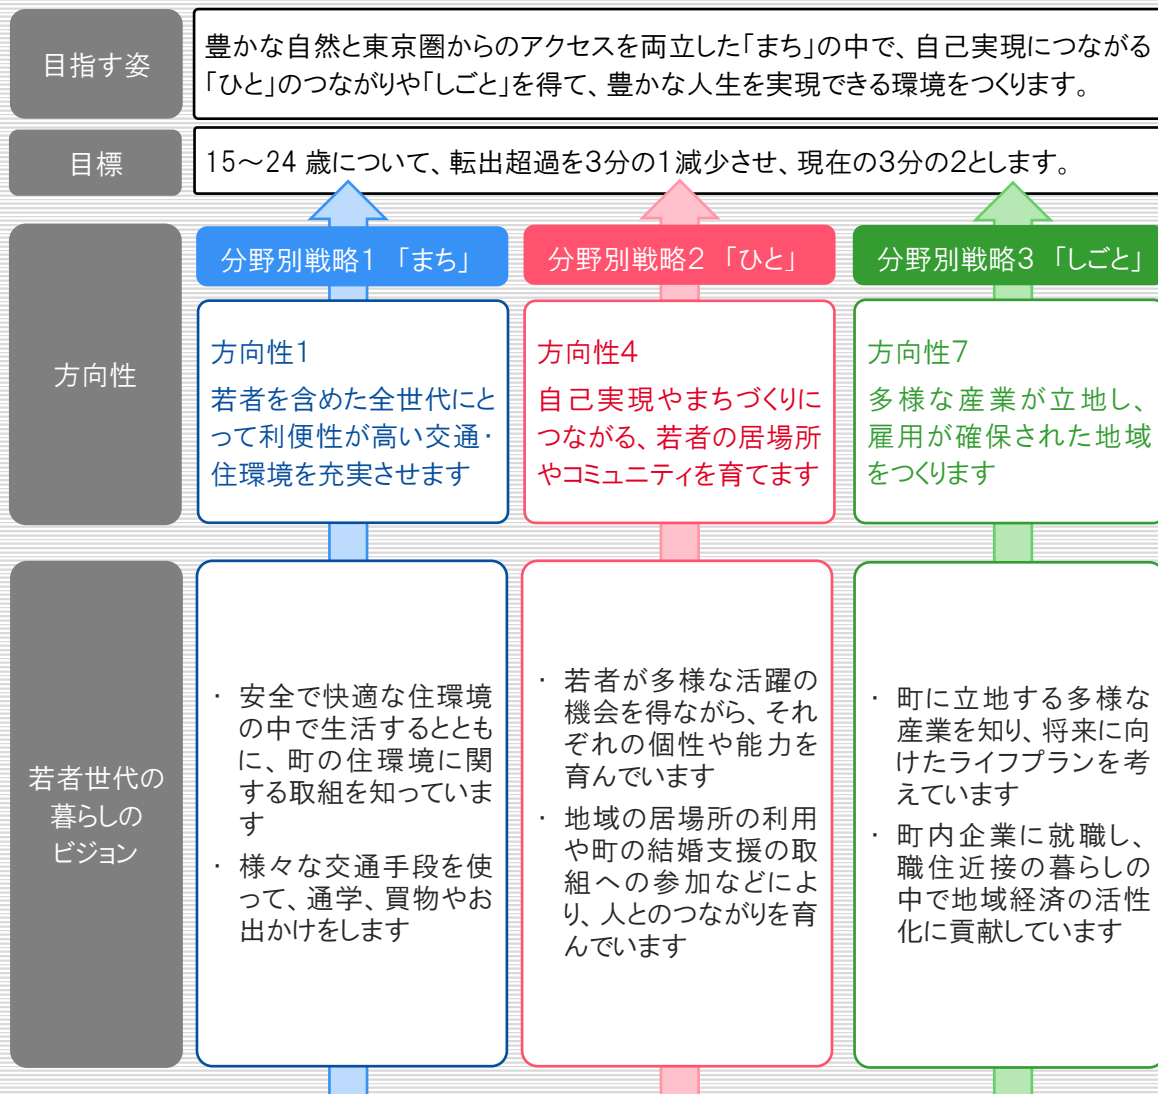 目指す姿
豊かな自然と東京圏からのアクセスを両立した「まち」の中で、自己実現につながる
「ひと」のつながりや「しごと」を得て、豊かな人生を実現できる環境をつくります。
目標
15~24 歳について、転出超過を3分の1減少させ、現在の3分の2とします。
方向性
分野別戦略1 「まち」
方向性1
若者を含めた全世代にと
って利便性が高い交通・
住環境を充実させます
分野別戦略2 「ひと」
方向性4
自己実現やまちづくりに
つながる、若者の居場所
やコミュニティを育てます
分野別戦略3 「しごと」
方向性7
多様な産業が立地し、
雇用が確保された地域
をつくります
若者世代の
暮らしの
ビジョン
・ 安全で快適な住環境
の中で生活するととも
に、町の住環境に関
する取組を知っていま
す
・ 様々な交通手段を使
って、通学、買物やお
出かけをします
・ 若者が多様な活躍の
機会を得ながら、それ
ぞれの個性や能力を
育んでいます
・ 地域の居場所の利用
や町の結婚支援の取
組への参加などによ
り、人とのつながりを育
んでいます
・ 町に立地する多様な
産業を知り、将来に向
けたライフプランを考
えています
・ 町内企業に就職し、
職住近接の暮らしの
中で地域経済の活性
化に貢献しています